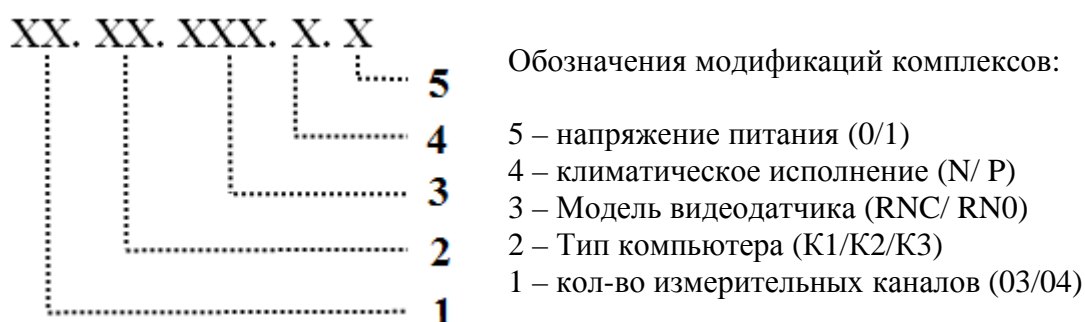 XX. XX. XXX. X. X
5
4
3
2
1
Обозначения модификаций комплексов:
5 – напряжение питания (0/1)
4 – климатическое исполнение (N/ P)
3 – Модель видеодатчика (RNC/ RN0)
2 – Тип компьютера (К1/К2/К3)
1 – кол-во измерительных каналов (03/04)